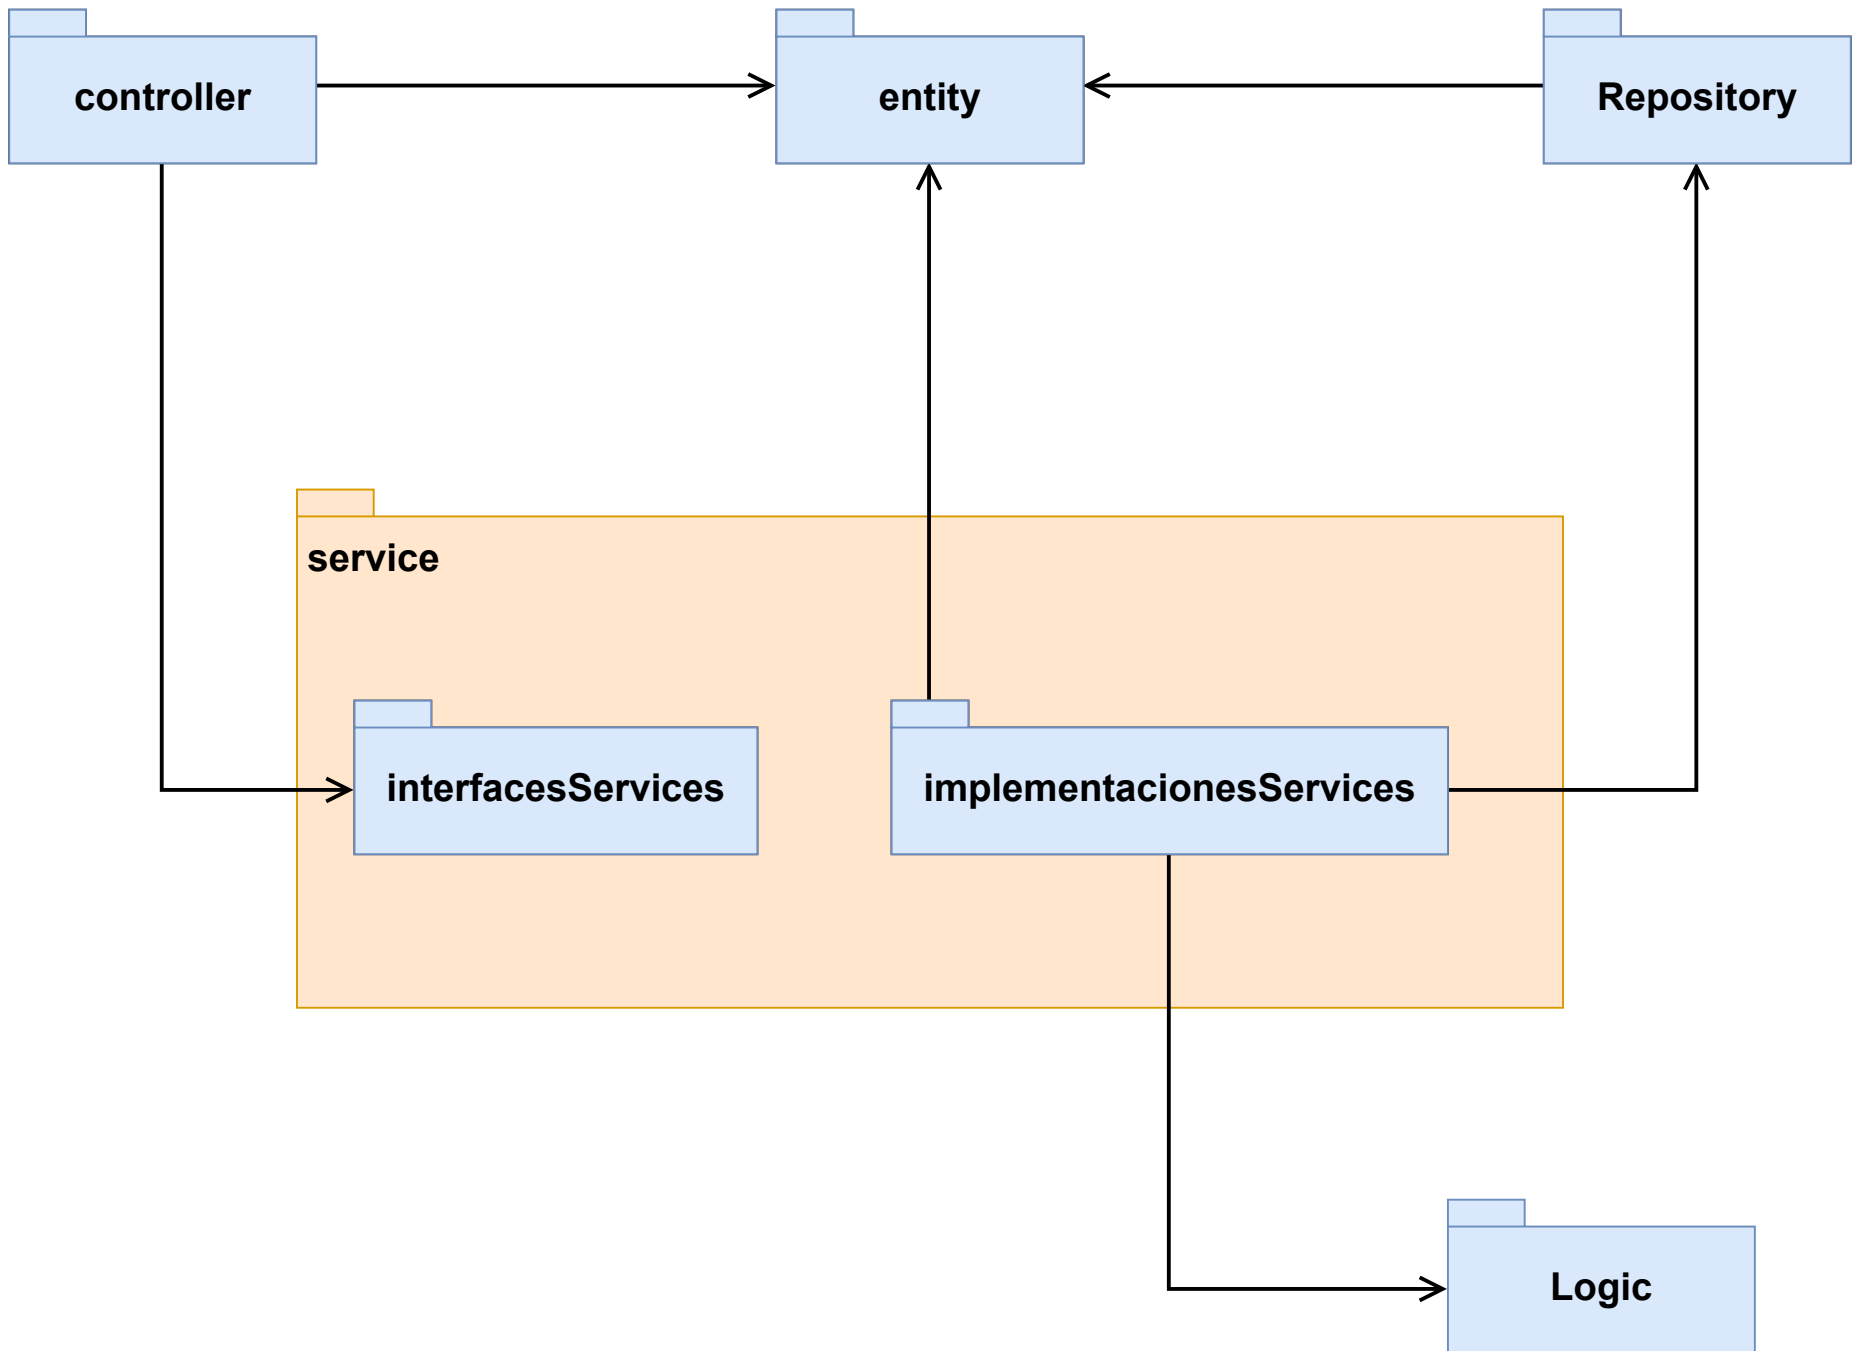 controller
entity
Repository
service
interfacesServices
implementacionesServices
Logic